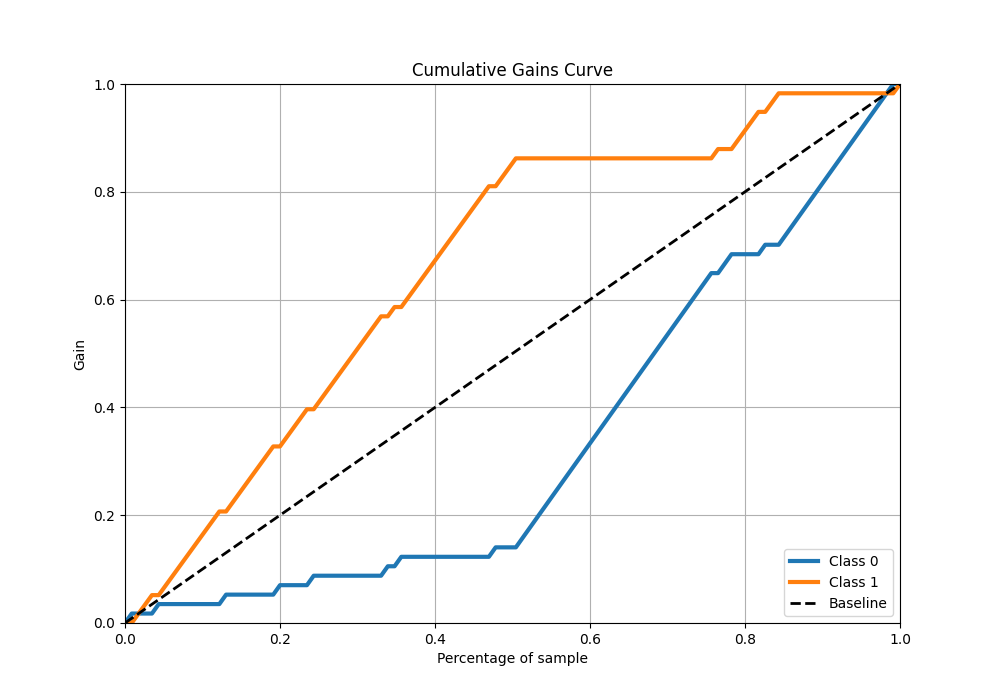 Cumulative Gains Curve
1.0
0.8
0.6
0.4
0.2
0.0
Gain
0.0 0.2 0.4 0.6 0.8 1.0
Percentage of sample
Class 0
Class 1
Baseline